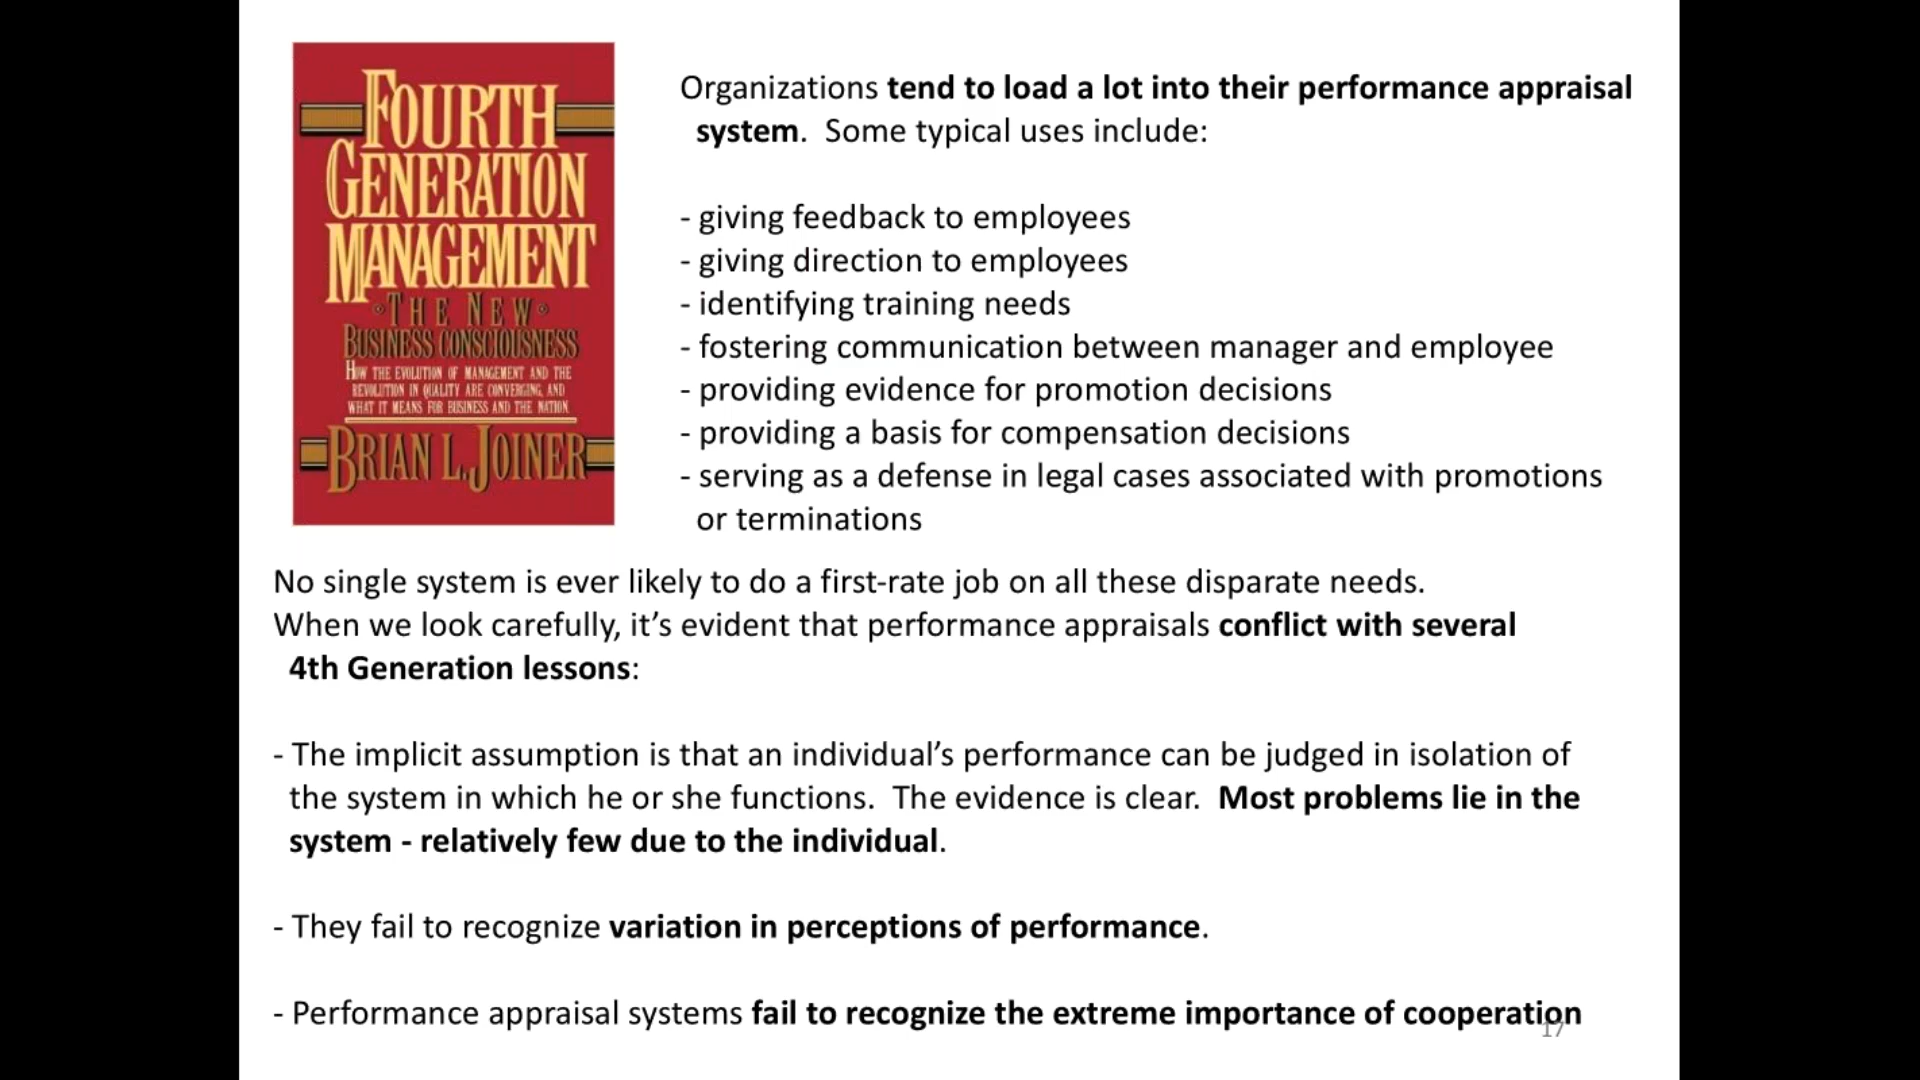 FOURTH
GENERATION
MANAGEMENT
THE NEW
BUSINESS CONSCIOUSNESS
HOW THE EVOLUTION OF MANAGEMENT AND THE
REVOLUTION IN QUALITY ARE CONVERGING, AND
WHAT IT MEANS FOR BUSINESS AND THE NATION
BRIAN L. JOINER
Organizations tend to load a lot into their performance appraisal
system. Some typical uses include:
- giving feedback to employees
- giving direction to employees
- identifying training needs
- fostering communication between manager and employee
- providing evidence for promotion decisions
- providing a basis for compensation decisions
- serving as a defense in legal cases associated with promotions
or terminations
No single system is ever likely to do a first-rate job on all these disparate needs.
When we look carefully, it’s evident that performance appraisals conflict with several
4th Generation lessons:
- The implicit assumption is that an individual’s performance can be judged in isolation of
the system in which he or she functions. The evidence is clear. Most problems lie in the
system - relatively few due to the individual.
- They fail to recognize variation in perceptions of performance.
- Performance appraisal systems fail to recognize the extreme importance of cooperation
17